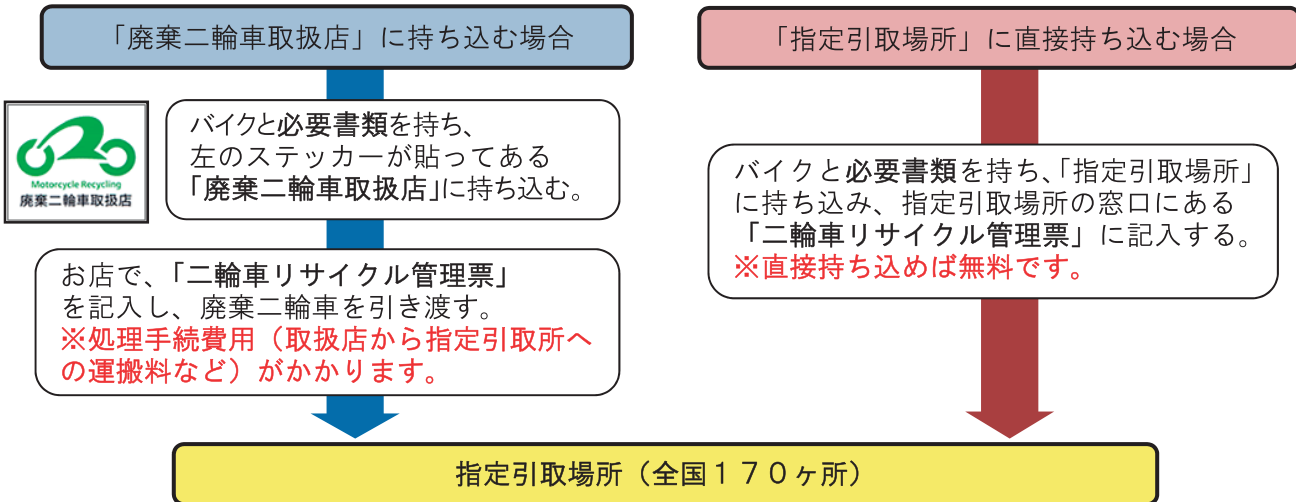 「廃棄二輪車取扱店」に持ち込む場合
バイクと必要書類を持ち、
左のステッカーが貼ってある
「廃棄二輪車取扱店」に持ち込む。
Motorcycle Recycling
廃棄二輪車取扱店
お店で、「二輪車リサイクル管理票」
を記入し、廃棄二輪車を引き渡す。
※処理手続費用（取扱店から指定引取所へ
の運搬料など）がかかります。
「指定引取場所」に直接持ち込む場合
バイクと必要書類を持ち、「指定引取場所」
に持ち込み、指定引取場所の窓口にある
「二輪車リサイクル管理票」に記入する。
※直接持ち込めば無料です。
指定引取場所（全国１７０ヶ所）